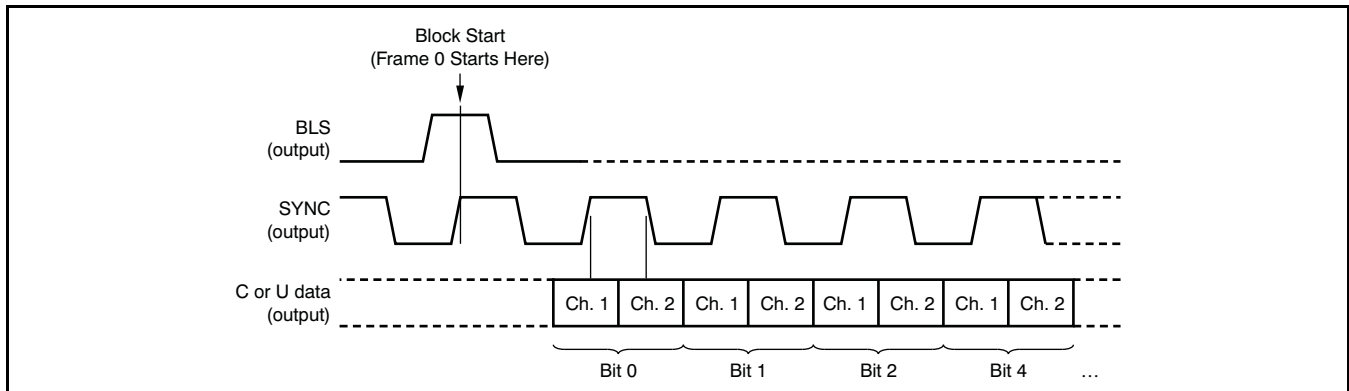 Block Start
(Frame 0 Starts Here)
BLS
(output)
SYNC
(output)
C or U data
(output)
Ch. 1 Ch. 2 Ch. 1 Ch. 2 Ch. 1 Ch. 2 Ch. 1 Ch. 2
Bit 0 Bit 1 Bit 2 Bit 4 ...